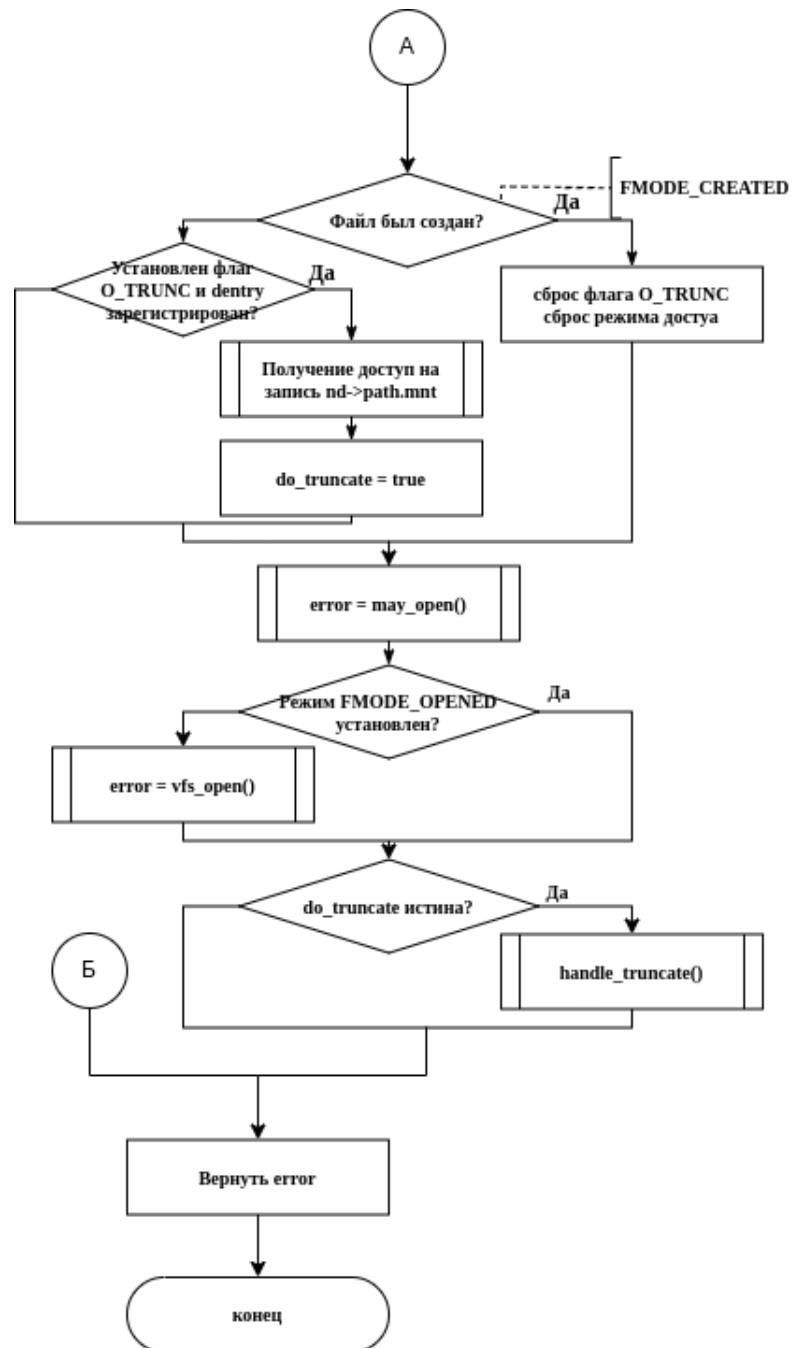 А
FMODE_CREATED
Да
Файл был создан?
Установлен флаг
O_TRUNC и dentry
зарегистрирован?
Да
сброс флага O_TRUNC
сброс режима достуа
Получение доступ на
запись nd->path.mnt
do_truncate = true
error = may_open()
Режим FMODE_OPENED
установлен?
Да
error = vfs_open()
do_truncate истина?
Да
Б
handle_truncate()
Вернуть error
конец